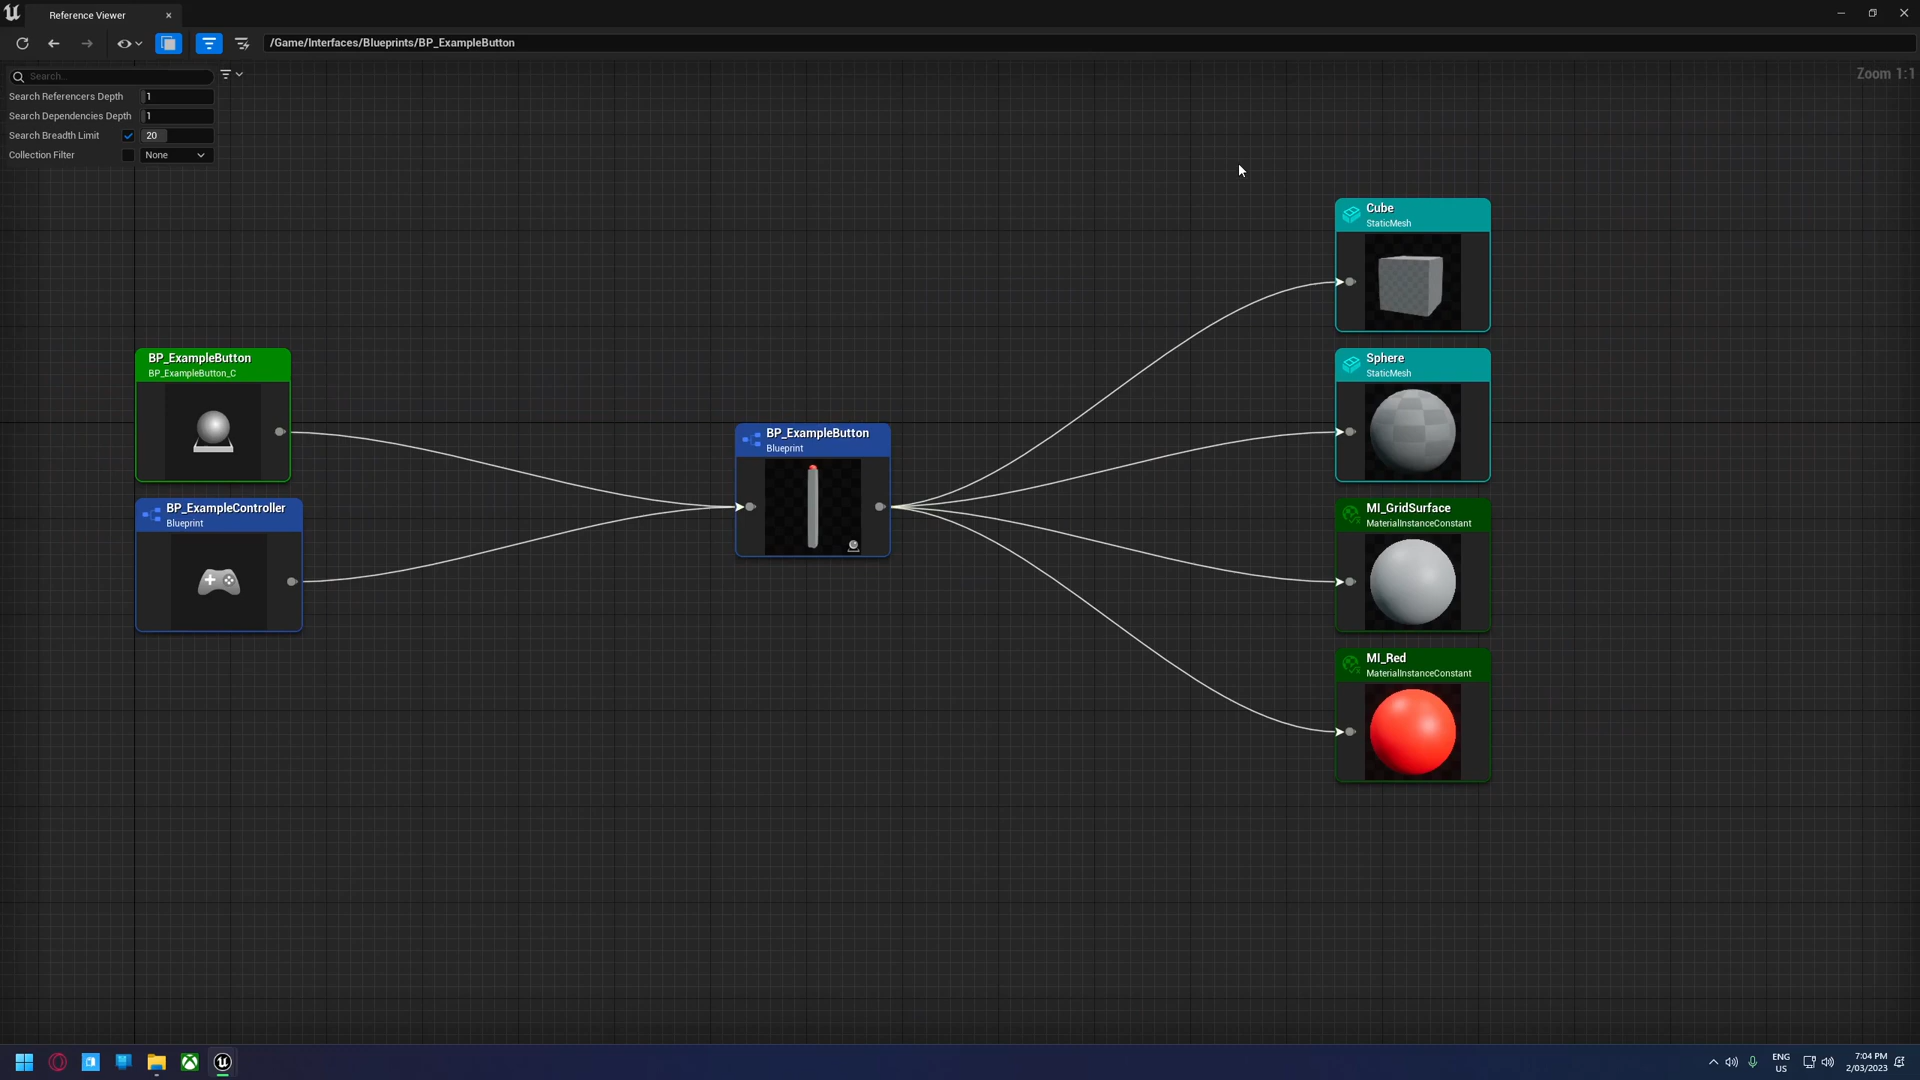 Reference Viewer
/Game/Interfaces/Blueprints/BP_ExampleButton
Search...
Search Referencers Depth 1
Search Dependencies Depth 1
Search Breadth Limit 20
Collection Filter None
Zoom 1:1
Cube
StaticMesh
BP_ExampleButton
BP_ExampleButton_C
Sphere
StaticMesh
BP_ExampleButton
Blueprint
BP_ExampleController
Blueprint
MI_GridSurface
MaterialInstanceConstant
MI_Red
MaterialInstanceConstant
ENG
US
7:04 PM
2/03/2023